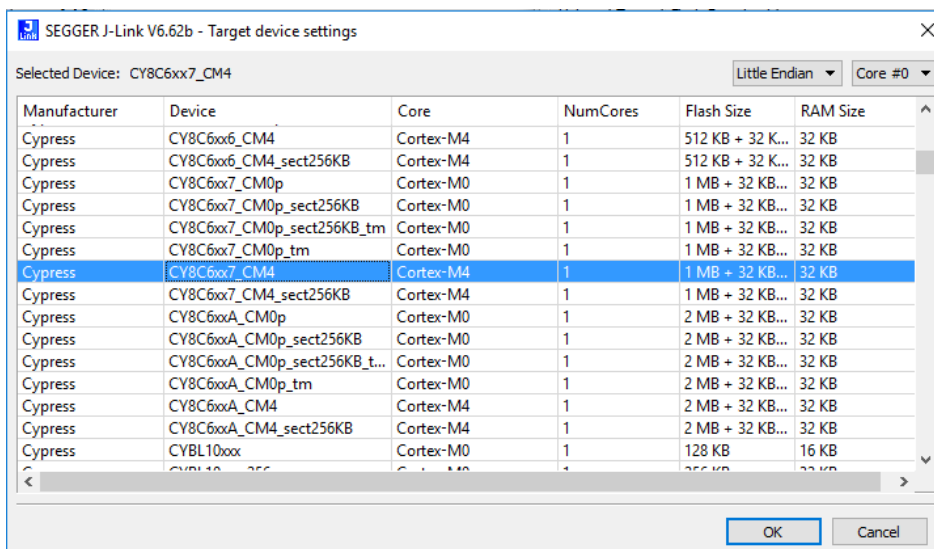 SEGGER J-Link V6.62b - Target device settings
Selected Device: CY8C6xx7_CM4 Little Endian Core #0
Manufacturer Device Core NumCores Flash Size RAM Size
Cypress CY8C6xx6_CM4 Cortex-M4 1 512 KB + 32 K... 32 KB
Cypress CY8C6xx6_CM4_sect256KB Cortex-M4 1 512 KB + 32 K... 32 KB
Cypress CY8C6xx7_CM0p Cortex-M0 1 1 MB + 32 KB... 32 KB
Cypress CY8C6xx7_CM0p_sect256KB Cortex-M0 1 1 MB + 32 KB... 32 KB
Cypress CY8C6xx7_CM0p_sect256KB_tm Cortex-M0 1 1 MB + 32 KB... 32 KB
Cypress CY8C6xx7_CM0p_tm Cortex-M0 1 1 MB + 32 KB... 32 KB
Cypress CY8C6xx7_CM4 Cortex-M4 1 1 MB + 32 KB... 32 KB
Cypress CY8C6xx7_CM4_sect256KB Cortex-M4 1 1 MB + 32 KB... 32 KB
Cypress CY8C6xxA_CM0p Cortex-M0 1 2 MB + 32 KB... 32 KB
Cypress CY8C6xxA_CM0p_sect256KB Cortex-M0 1 2 MB + 32 KB... 32 KB
Cypress CY8C6xxA_CM0p_sect256KB_t... Cortex-M0 1 2 MB + 32 KB... 32 KB
Cypress CY8C6xxA_CM0p_tm Cortex-M0 1 2 MB + 32 KB... 32 KB
Cypress CY8C6xxA_CM4 Cortex-M4 1 2 MB + 32 KB... 32 KB
Cypress CY8C6xxA_CM4_sect256KB Cortex-M4 1 2 MB + 32 KB... 32 KB
Cypress CYBL10xxx Cortex-M0 1 128 KB 16 KB
OK Cancel